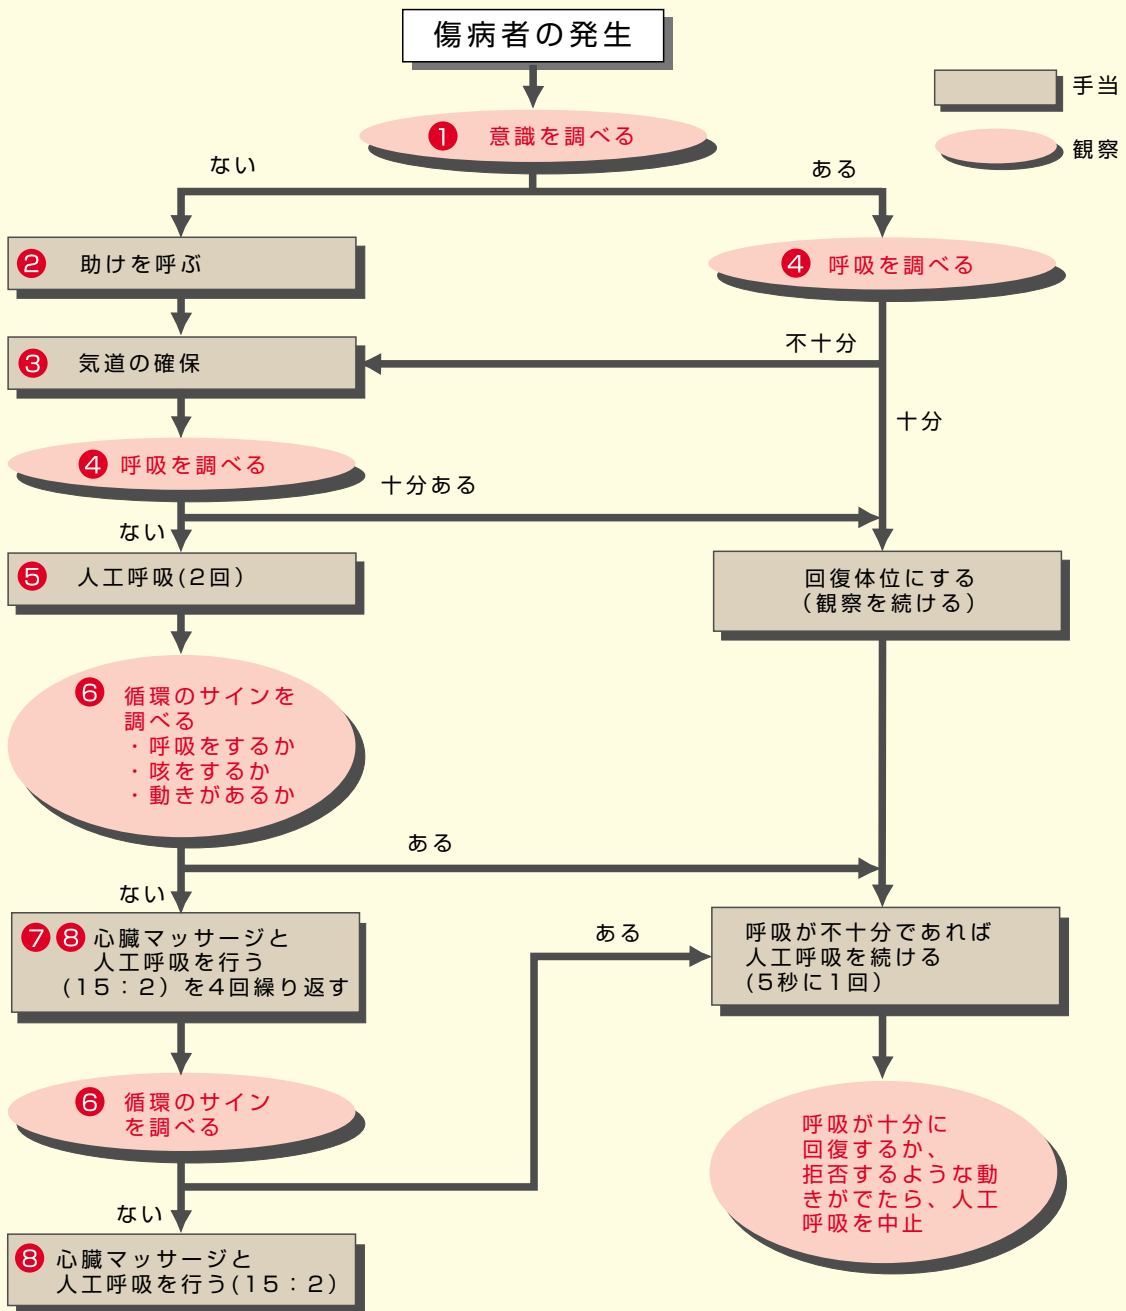 傷病者の発生
手当
❶ 意識を調べる
観察
ない
ある
❷ 助けを呼ぶ
❹ 呼吸を調べる
不十分
❸ 気道の確保
十分
❹ 呼吸を調べる
十分ある
ない
❺ 人工呼吸(2回)
回復体位にする
(観察を続ける)
❻ 循環のサインを
調べる
・呼吸をするか
・咳をするか
・動きがあるか
ある
ない
❼❽ 心臓マッサージと
人工呼吸を行う
(15:2)を4回繰り返す
ある
呼吸が不十分であれば
人工呼吸を続ける
(5秒に1回)
❻ 循環のサイン
を調べる
呼吸が十分に
回復するか、
拒否するような動
きがでたら、人工
呼吸を中止
ない
❽ 心臓マッサージと
人工呼吸を行う(15:2)